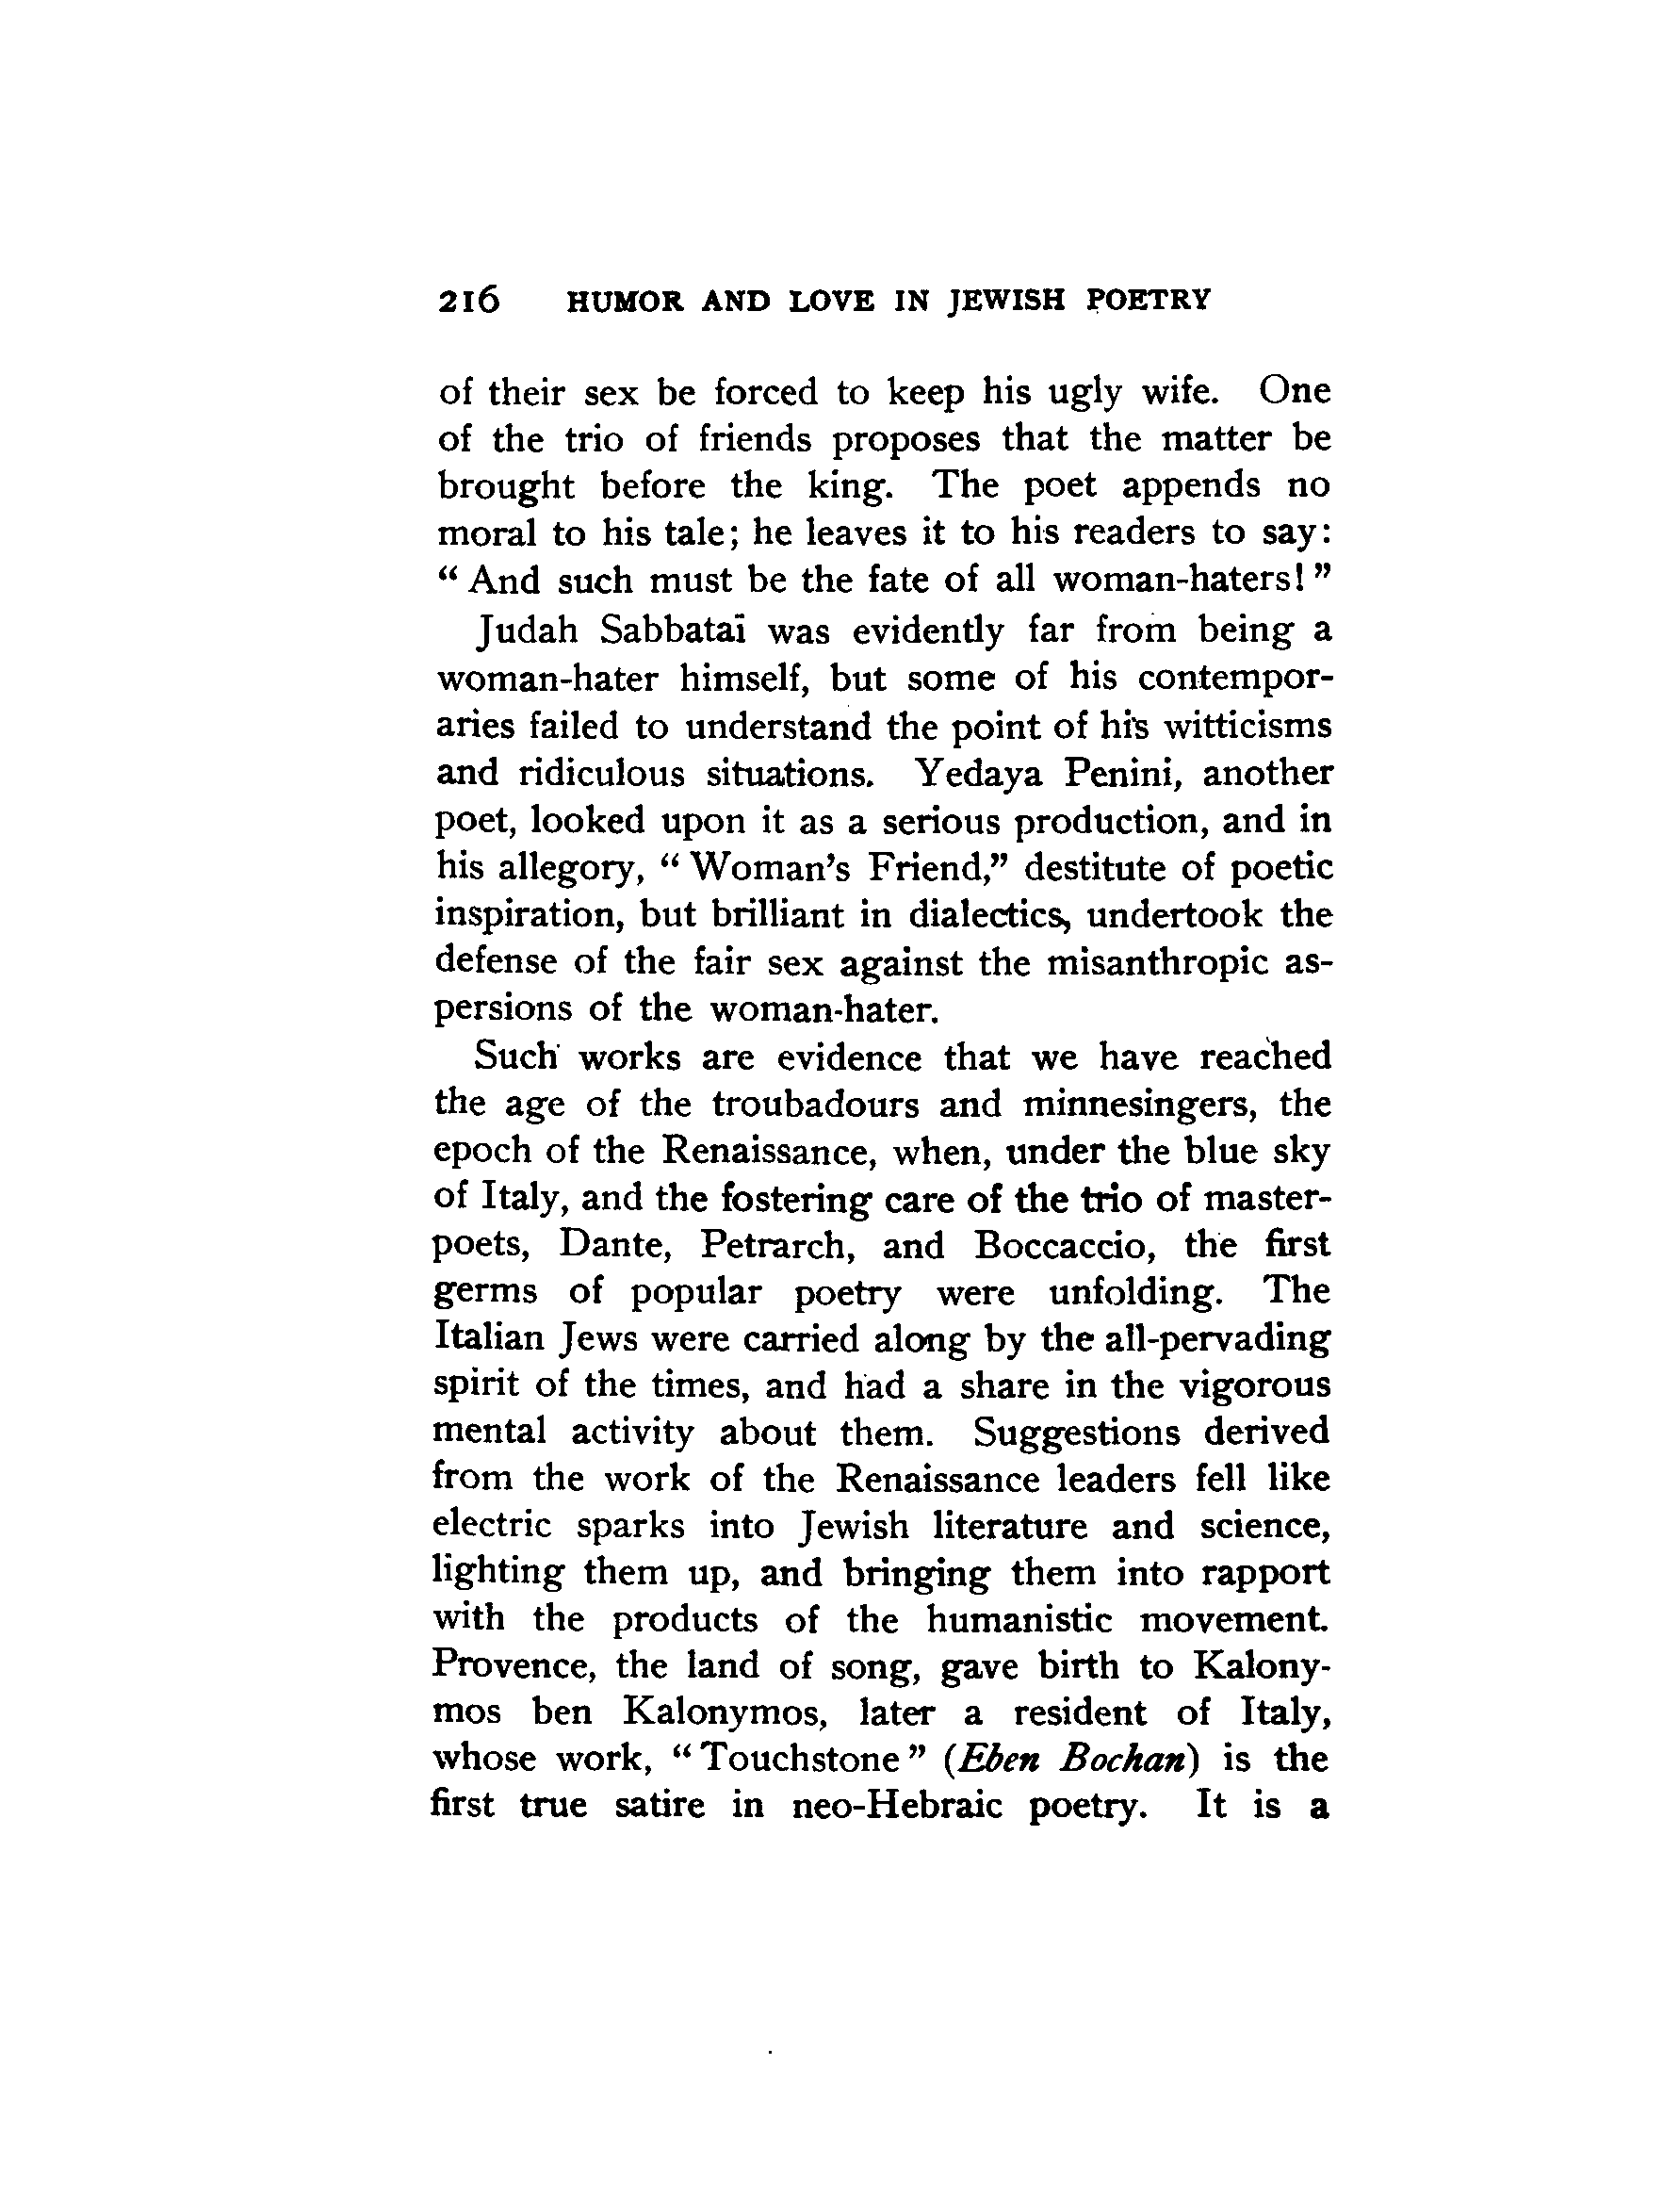 216 HUMOR AND LOVE IN JEWISH POETRY
of their sex be forced to keep his ugly wife. One
of the trio of friends proposes that the matter be
brought before the king. The poet appends no
moral to his tale; he leaves it to his readers to say:
“ And such must be the fate of all woman-haters! ”
Judah Sabbataï was evidently far from being a
woman-hater himself, but some of his contempor-
aries failed to understand the point of his witticisms
and ridiculous situations. Yedaya Penini, another
poet, looked upon it as a serious production, and in
his allegory, “ Woman’s Friend,” destitute of poetic
inspiration, but brilliant in dialectics, undertook the
defense of the fair sex against the misanthropic as-
persions of the woman-hater.
Such works are evidence that we have reached
the age of the troubadours and minnesingers, the
epoch of the Renaissance, when, under the blue sky
of Italy, and the fostering care of the trio of master-
poets, Dante, Petrarch, and Boccaccio, the first
germs of popular poetry were unfolding. The
Italian Jews were carried along by the all-pervading
spirit of the times, and had a share in the vigorous
mental activity about them. Suggestions derived
from the work of the Renaissance leaders fell like
electric sparks into Jewish literature and science,
lighting them up, and bringing them into rapport
with the products of the humanistic movement.
Provence, the land of song, gave birth to Kalony-
mos ben Kalonymos, later a resident of Italy,
whose work, “ Touchstone ” (Eben Bochan) is the
first true satire in neo-Hebraic poetry. It is a